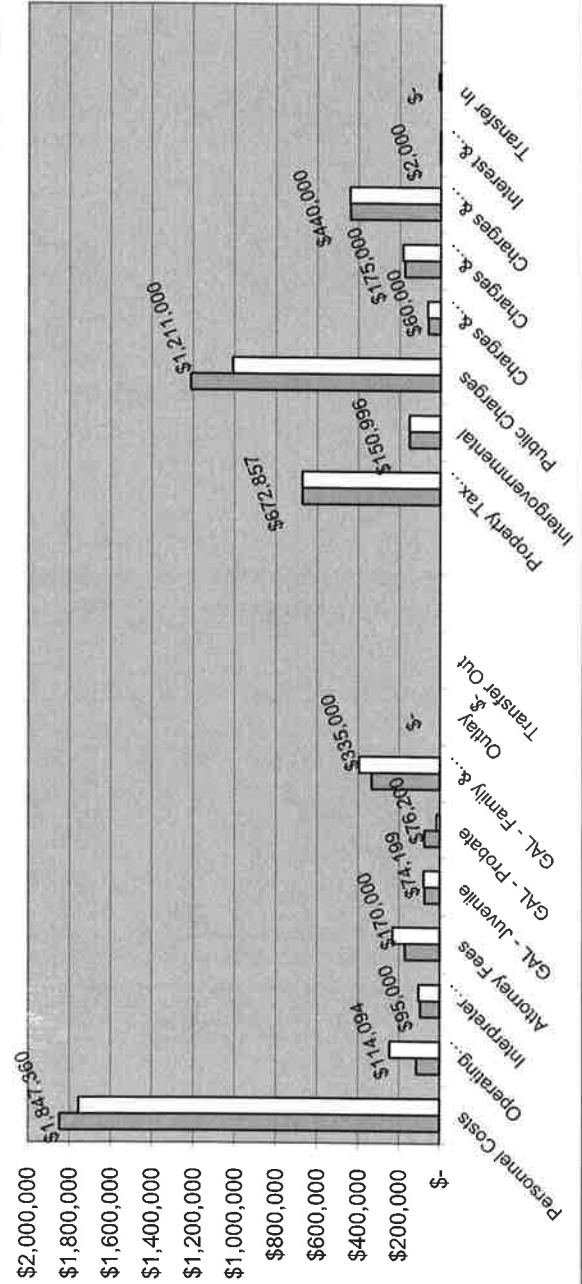 $2,000,000
$1,800,000
$1,600,000
$1,400,000
$1,200,000
$1,000,000
$800,000
$600,000
$400,000
$200,000
$-
$1,847,360
$114,094
$95,000
$170,000
$74,199
$76,200
$335,000
$-
$672,857
$150,996
$1,211,000
$60,000
$175,000
$440,000
$2,000
$-
Personnel Costs
Operating...
Interpreter...
Attorney Fees
GAL - Juvenile
GAL - Probate
GAL - Family &...
Outlay &
Transfer Out
Property Tax...
Intergovernmental
Public Charges
Charges &...
Charges &...
Charges &...
Interest &...
Transfer In